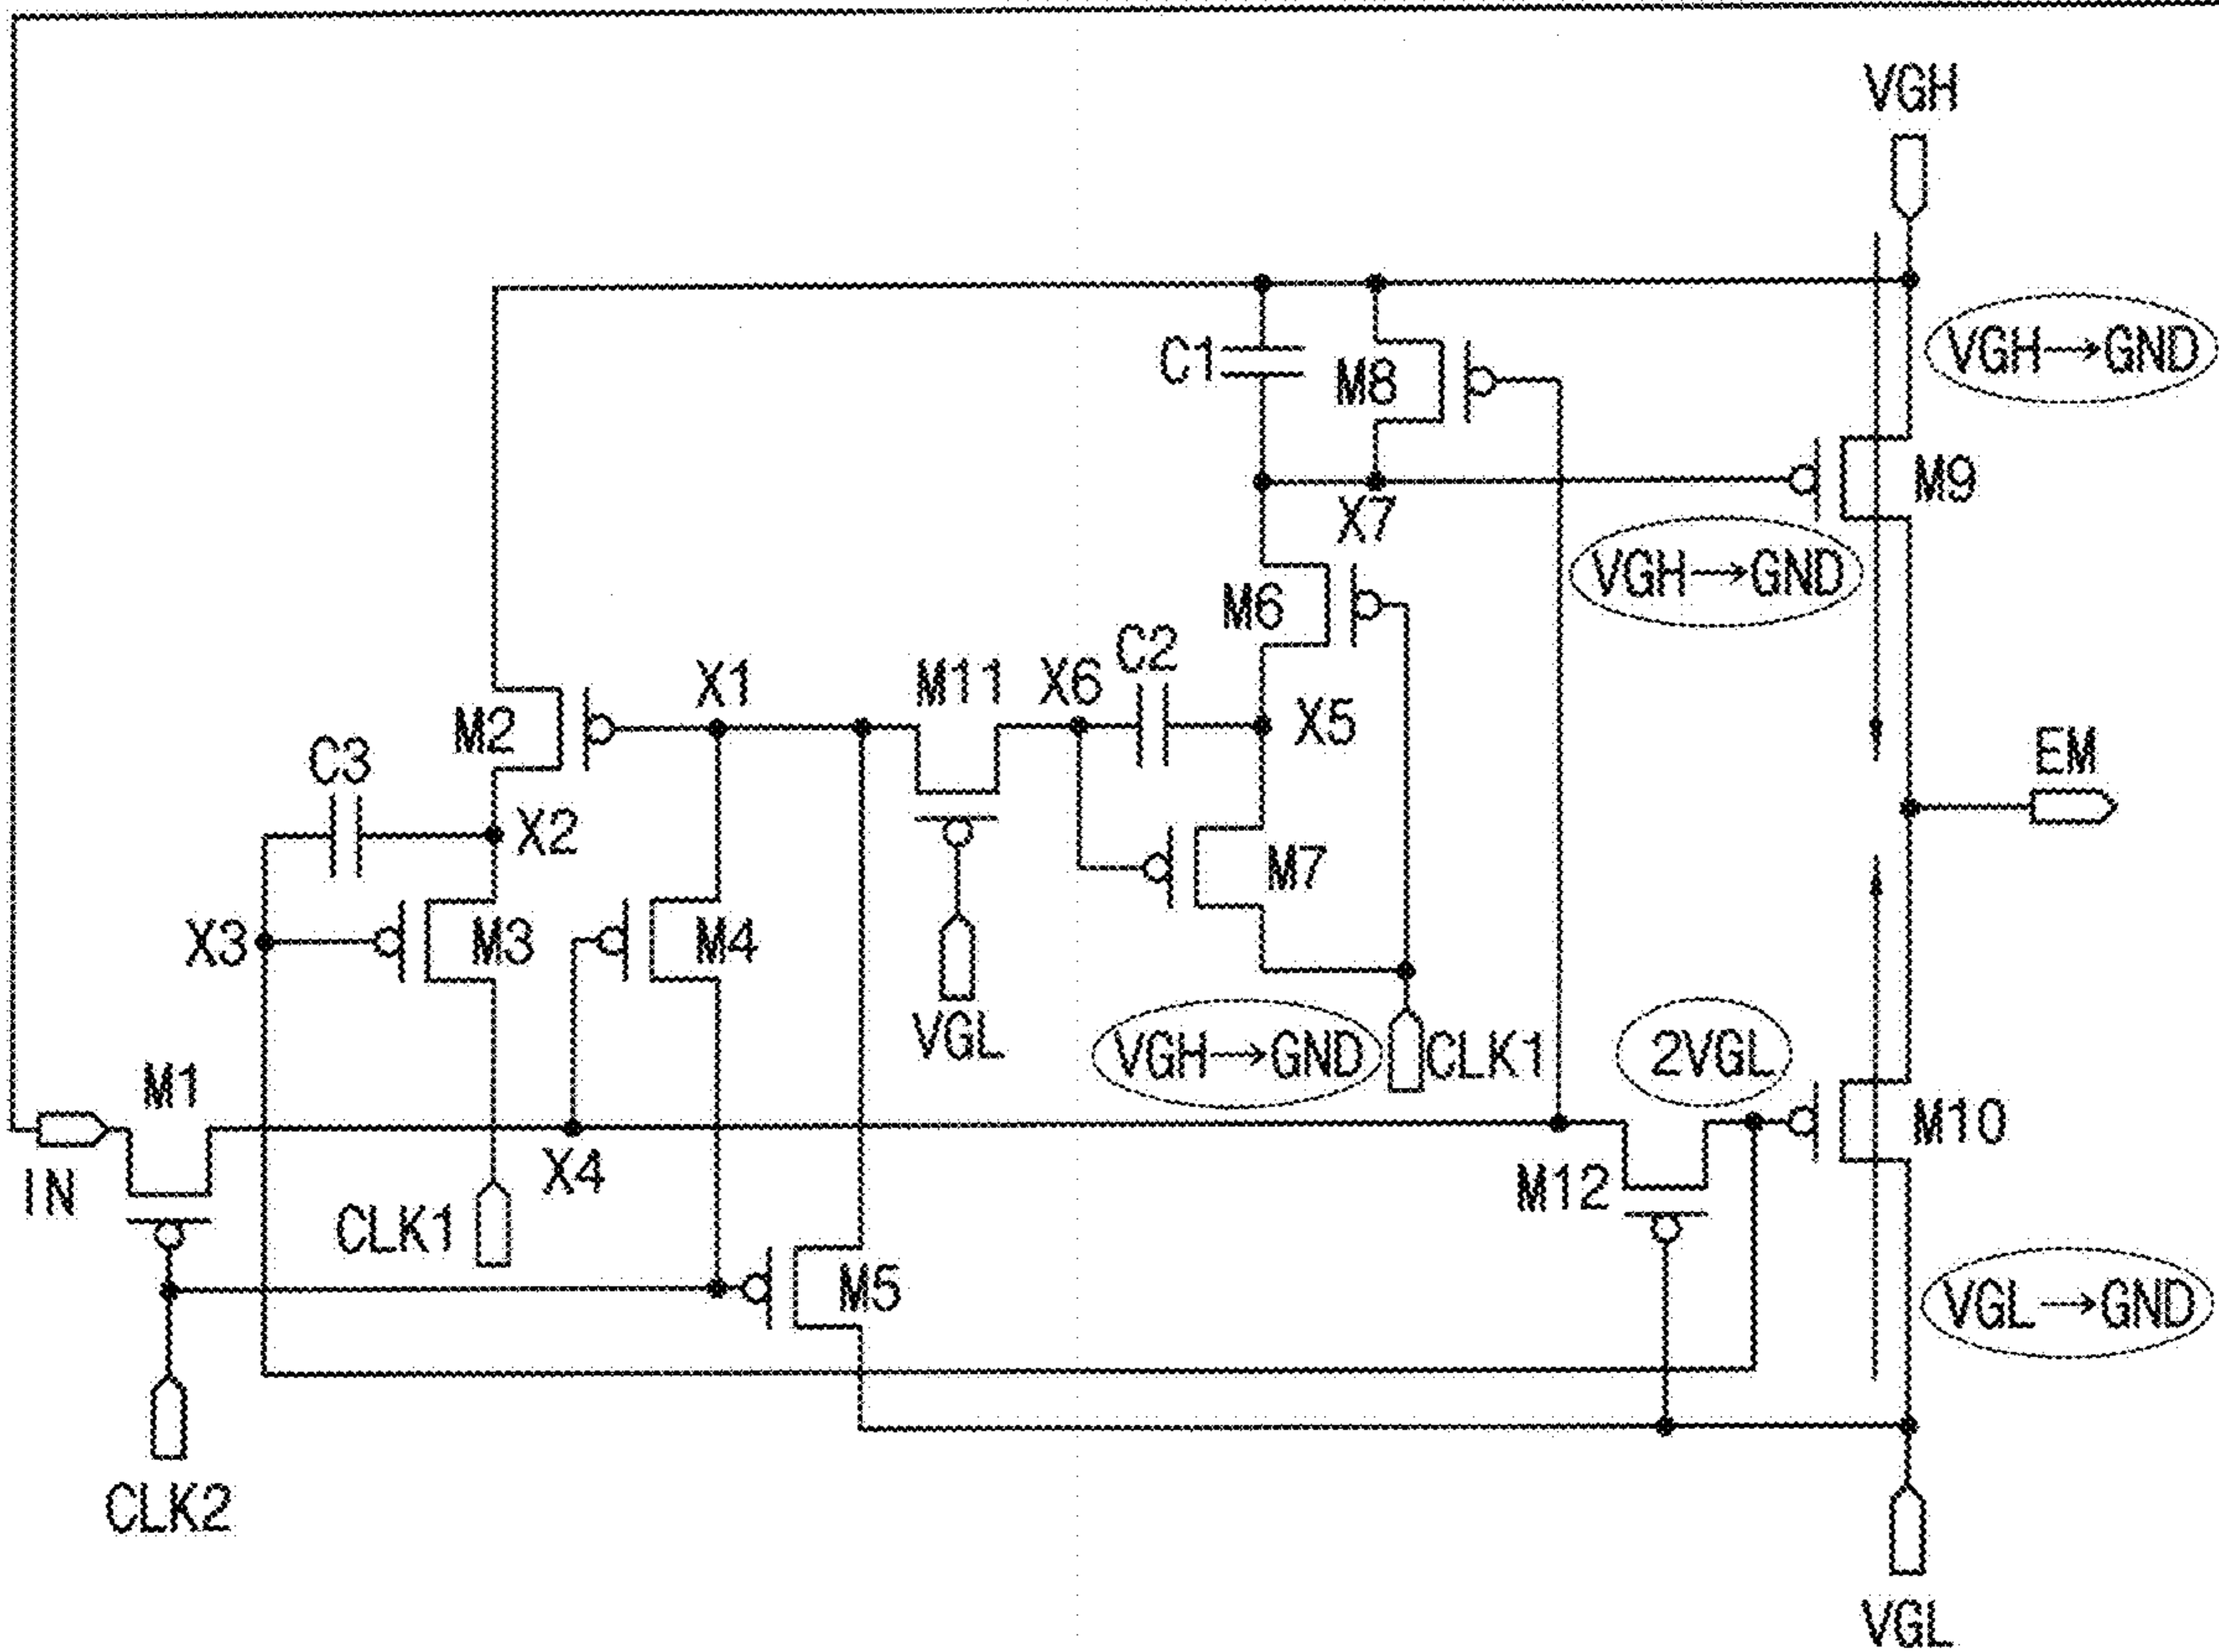 VGH
VGH→GND
C1
M8
M9
X7
VGH→GND
M6
C2
X1
M11
X6
M2
X5
C3
EM
X2
M7
X3
M3
M4
VGL
VGH→GND
CLK1
2VGL
M1
M10
X4
M12
IN
CLK1
M5
VGL→GND
CLK2
VGL